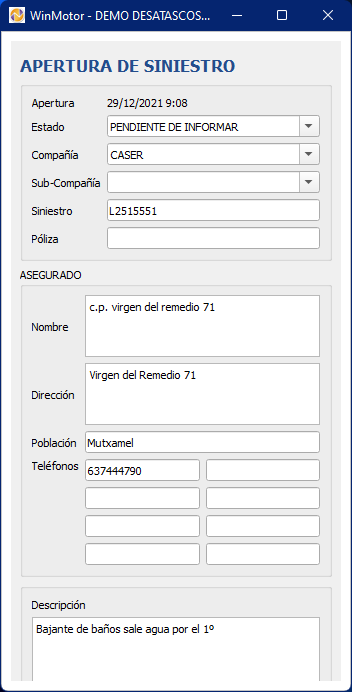 WinMotor - DEMO DESATASCOS...
APERTURA DE SINIESTRO
Apertura 29/12/2021 9:08
Estado PENDIENTE DE INFORMAR
Compañía CASER
Sub-Compañía
Siniestro L2515551
Póliza
ASEGURADO
Nombre c.p. virgen del remedio 71
Dirección Virgen del Remedio 71
Población Mutxamel
Teléfonos 637444790
Descripción
Bajante de baños sale agua por el 1º